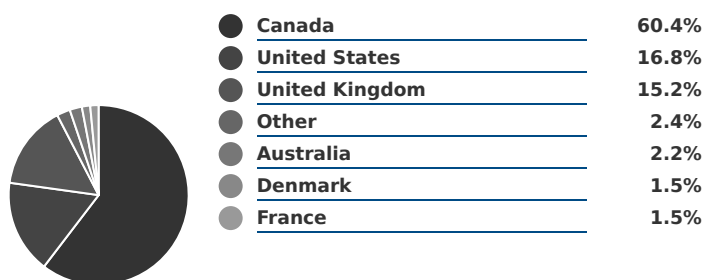 Canada 60.4%
United States 16.8%
United Kingdom 15.2%
Other 2.4%
Australia 2.2%
Denmark 1.5%
France 1.5%